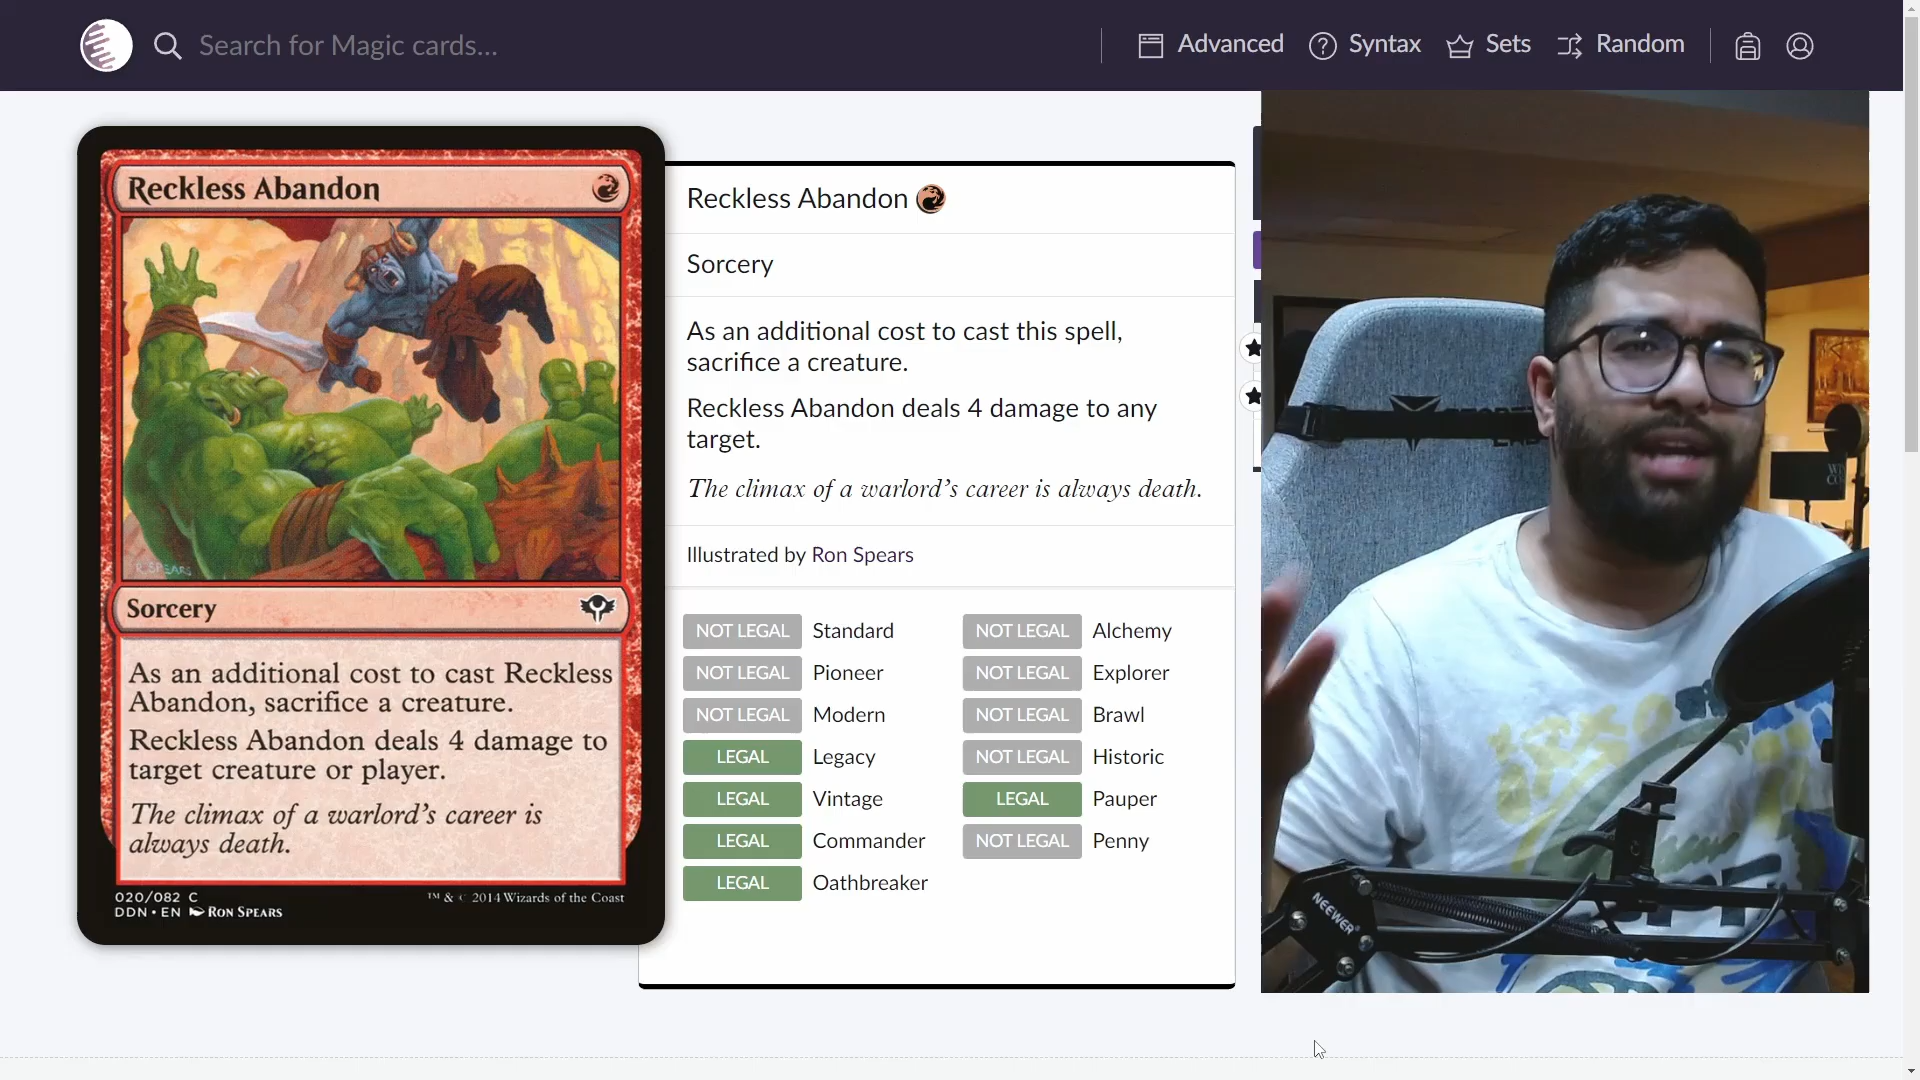 Search for Magic cards...
Advanced
Syntax
Sets
Random
Reckless Abandon
R. SPEARS
Sorcery
As an additional cost to cast Reckless
Abandon, sacrifice a creature.
Reckless Abandon deals 4 damage to
target creature or player.
The climax of a warlord's career is
always death.
020/082 C
DDN • EN RON SPEARS
™ & © 2014 Wizards of the Coast
Reckless Abandon
Sorcery
As an additional cost to cast this spell,
sacrifice a creature.
Reckless Abandon deals 4 damage to any
target.
The climax of a warlord's career is always death.
Illustrated by Ron Spears
NOT LEGAL Standard
NOT LEGAL Alchemy
NOT LEGAL Pioneer
NOT LEGAL Explorer
NOT LEGAL Modern
NOT LEGAL Brawl
LEGAL Legacy
NOT LEGAL Historic
LEGAL Vintage
LEGAL Pauper
LEGAL Commander
NOT LEGAL Penny
LEGAL Oathbreaker
NEEWER